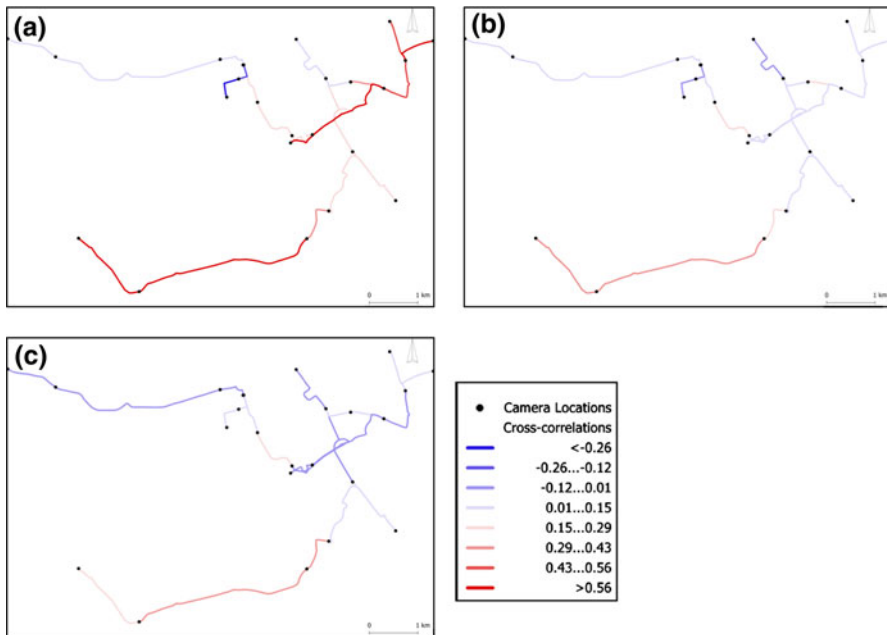 (a)
(b)
0 1 km
0 1 km
(c)
0 1 km
Camera Locations
Cross-correlations
<-0.26
-0.26...-0.12
-0.12...0.01
0.01...0.15
0.15...0.29
0.29...0.43
0.43...0.56
>0.56